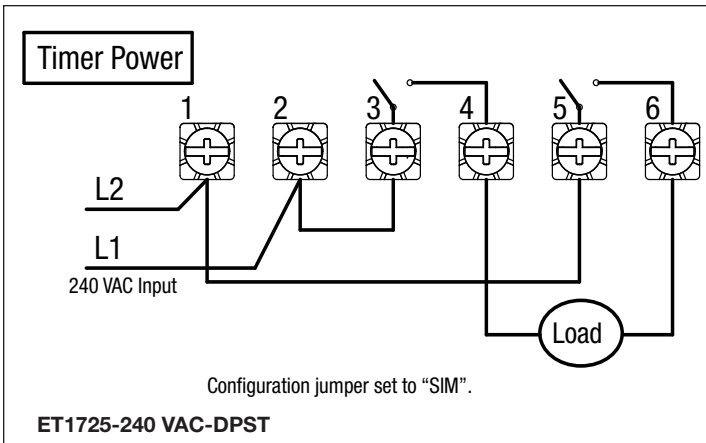 Timer Power
1 2 3 4 5 6
L2
L1
240 VAC Input
Load
Configuration jumper set to “SIM”.
ET1725-240 VAC-DPST